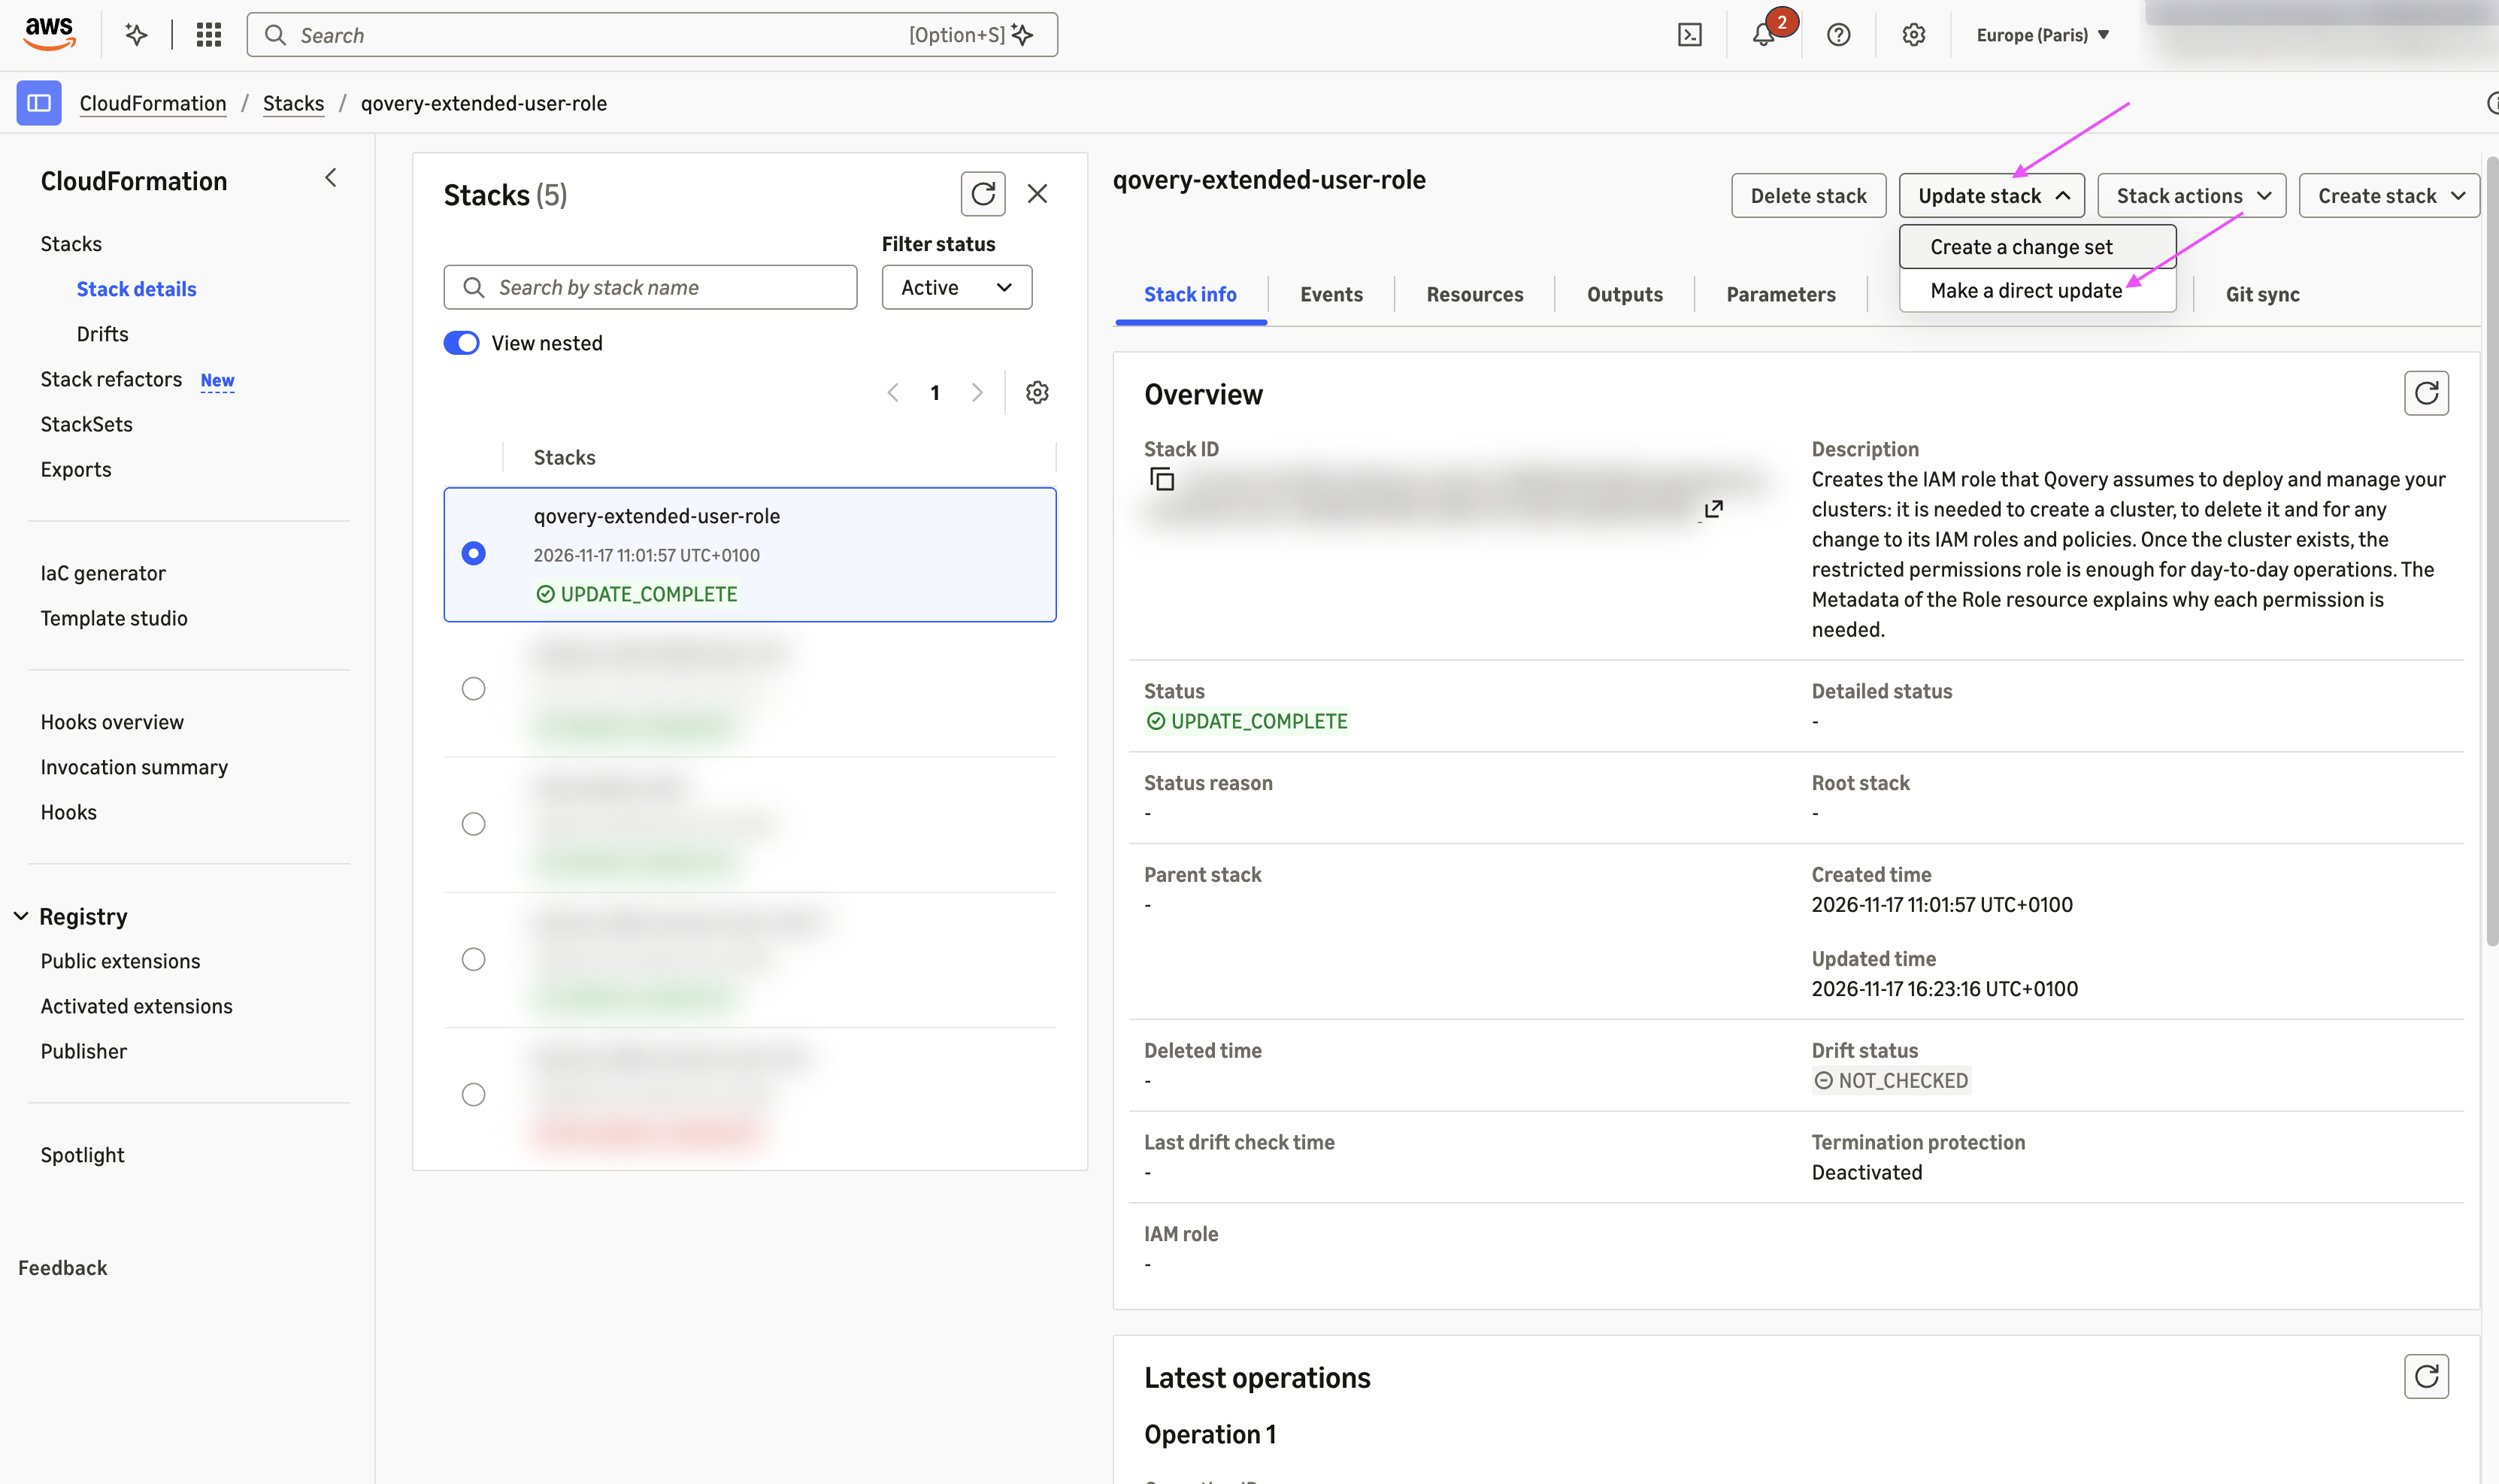 aws
Search
[Option+S]
2
Europe (Paris)
CloudFormation / Stacks / qovery-extended-user-role
CloudFormation
Stacks
Stack details
Drifts
Stack refactors New
StackSets
Exports
IaC generator
Template studio
Hooks overview
Invocation summary
Hooks
Registry
Public extensions
Activated extensions
Publisher
Spotlight
Feedback
Stacks (5)
Filter status
Search by stack name
Active
View nested
1
Stacks
qovery-extended-user-role
2026-11-17 11:01:57 UTC+0100
UPDATE_COMPLETE
qovery-extended-user-role
Delete stack
Update stack
Stack actions
Create stack
Create a change set
Make a direct update
Stack info
Events
Resources
Outputs
Parameters
Git sync
Overview
Stack ID
Description
Creates the IAM role that Qovery assumes to deploy and manage your
clusters: it is needed to create a cluster, to delete it and for any
change to its IAM roles and policies. Once the cluster exists, the
restricted permissions role is enough for day-to-day operations. The
Metadata of the Role resource explains why each permission is
needed.
Status
UPDATE_COMPLETE
Detailed status
-
Status reason
-
Root stack
-
Parent stack
-
Created time
2026-11-17 11:01:57 UTC+0100
Updated time
2026-11-17 16:23:16 UTC+0100
Deleted time
-
Drift status
NOT_CHECKED
Last drift check time
-
Termination protection
Deactivated
IAM role
-
Latest operations
Operation 1